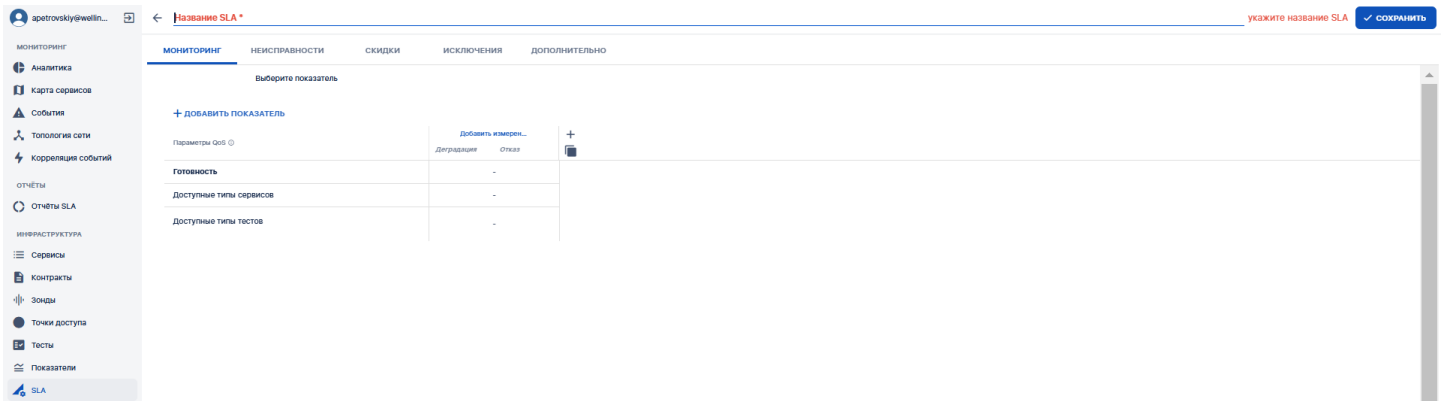 apetrovskiy@wellin...
МОНИТОРИНГ
Аналитика
Карта сервисов
События
Топология сети
Корреляция событий
ОТЧЁТЫ
Отчёты SLA
ИНФРАСТРУКТУРА
Сервисы
Контракты
Зонды
Точки доступа
Тесты
Показатели
SLA
Название SLA *
укажите название SLA
СОХРАНИТЬ
МОНИТОРИНГ НЕИСПРАВНОСТИ СКИДКИ ИСКЛЮЧЕНИЯ ДОПОЛНИТЕЛЬНО
Выберите показатель
+ ДОБАВИТЬ ПОКАЗАТЕЛЬ
Параметры QoS
Добавить измерен... +
Деградация Отказ
Готовность -
Доступные типы сервисов -
Доступные типы тестов -